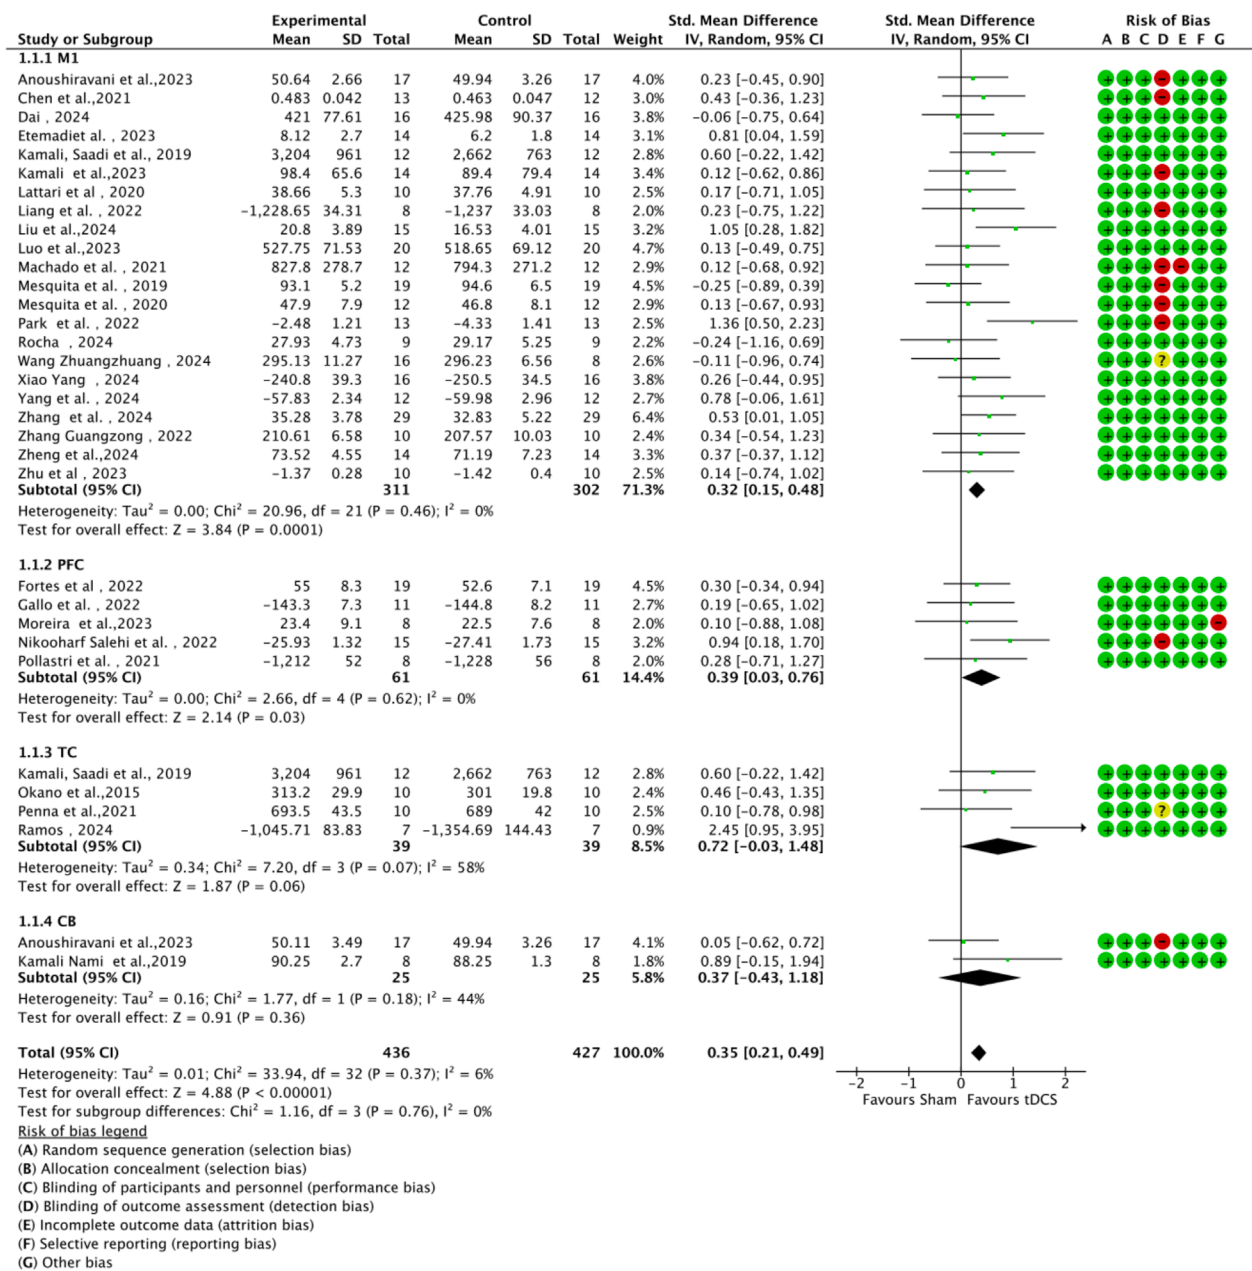 Experimental Control Std. Mean Difference Std. Mean Difference Risk of Bias
Study or Subgroup Mean SD Total Mean SD Total Weight IV, Random, 95% CI IV, Random, 95% CI A B C D E F G
1.1.1 M1
Anoushiravani et al.,2023 50.64 2.66 17 49.94 3.26 17 4.0% 0.23 [-0.45, 0.90] + + + - + + +
Chen et al.,2021 0.483 0.042 13 0.463 0.047 12 3.0% 0.43 [-0.36, 1.23] + + + - + + +
Dai , 2024 421 77.61 16 425.98 90.37 16 3.8% -0.06 [-0.75, 0.64] + + + + + + +
Etemadiet al. , 2023 8.12 2.7 14 6.2 1.8 14 3.1% 0.81 [0.04, 1.59] + + + + + + +
Kamali, Saadi et al., 2019 3,204 961 12 2,662 763 12 2.8% 0.60 [-0.22, 1.42] + + + + + + +
Kamali et al.,2023 98.4 65.6 14 89.4 79.4 14 3.4% 0.12 [-0.62, 0.86] + + + - + + +
Lattari et al , 2020 38.66 5.3 10 37.76 4.91 10 2.5% 0.17 [-0.71, 1.05] + + + + + + +
Liang et al. , 2022 -1,228.65 34.31 8 -1,237 33.03 8 2.0% 0.23 [-0.75, 1.22] + + + - + + +
Liu et al.,2024 20.8 3.89 15 16.53 4.01 15 3.2% 1.05 [0.28, 1.82] + + + + + + +
Luo et al.,2023 527.75 71.53 20 518.65 69.12 20 4.7% 0.13 [-0.49, 0.75] + + + + + + +
Machado et al. , 2021 827.8 278.7 12 794.3 271.2 12 2.9% 0.12 [-0.68, 0.92] + + + - - + +
Mesquita et al. , 2019 93.1 5.2 19 94.6 6.5 19 4.5% -0.25 [-0.89, 0.39] + + + - + + +
Mesquita et al. , 2020 47.9 7.9 12 46.8 8.1 12 2.9% 0.13 [-0.67, 0.93] + + + - + + +
Park et al. , 2022 -2.48 1.21 13 -4.33 1.41 13 2.5% 1.36 [0.50, 2.23] + + + - + + +
Rocha , 2024 27.93 4.73 9 29.17 5.25 9 2.2% -0.24 [-1.16, 0.69] + + + + + + +
Wang Zhuangzhuang , 2024 295.13 11.27 16 296.23 6.56 8 2.6% -0.11 [-0.96, 0.74] + + + ? + + +
Xiao Yang , 2024 -240.8 39.3 16 -250.5 34.5 16 3.8% 0.26 [-0.44, 0.95] + + + + + + +
Yang et al. , 2024 -57.83 2.34 12 -59.98 2.96 12 2.7% 0.78 [-0.06, 1.61] + + + + + + +
Zhang et al. , 2024 35.28 3.78 29 32.83 5.22 29 6.4% 0.53 [0.01, 1.05] + + + + + + +
Zhang Guangzong , 2022 210.61 6.58 10 207.57 10.03 10 2.4% 0.34 [-0.54, 1.23] + + + + + + +
Zheng et al.,2024 73.52 4.55 14 71.19 7.23 14 3.3% 0.37 [-0.37, 1.12] + + + + + + +
Zhu et al , 2023 -1.37 0.28 10 -1.42 0.4 10 2.5% 0.14 [-0.74, 1.02] + + + + + + +
Subtotal (95% CI) 311 302 71.3% 0.32 [0.15, 0.48]
Heterogeneity: Tau² = 0.00; Chi² = 20.96, df = 21 (P = 0.46); I² = 0%
Test for overall effect: Z = 3.84 (P = 0.0001)
1.1.2 PFC
Fortes et al , 2022 55 8.3 19 52.6 7.1 19 4.5% 0.30 [-0.34, 0.94] + + + + + + +
Gallo et al. , 2022 -143.3 7.3 11 -144.8 8.2 11 2.7% 0.19 [-0.65, 1.02] + + + + + + +
Moreira et al.,2023 23.4 9.1 8 22.5 7.6 8 2.0% 0.10 [-0.88, 1.08] + + + + + + -
Nikooharf Salehi et al. , 2022 -25.93 1.32 15 -27.41 1.73 15 3.2% 0.94 [0.18, 1.70] + + + - + + +
Pollastri et al. , 2021 -1,212 52 8 -1,228 56 8 2.0% 0.28 [-0.71, 1.27] + + + + + + +
Subtotal (95% CI) 61 61 14.4% 0.39 [0.03, 0.76]
Heterogeneity: Tau² = 0.00; Chi² = 2.66, df = 4 (P = 0.62); I² = 0%
Test for overall effect: Z = 2.14 (P = 0.03)
1.1.3 TC
Kamali, Saadi et al., 2019 3,204 961 12 2,662 763 12 2.8% 0.60 [-0.22, 1.42] + + + + + + +
Okano et al.,2015 313.2 29.9 10 301 19.8 10 2.4% 0.46 [-0.43, 1.35] + + + + + + +
Penna et al.,2021 693.5 43.5 10 689 42 10 2.5% 0.10 [-0.78, 0.98] + + + ? + + +
Ramos , 2024 -1,045.71 83.83 7 -1,354.69 144.43 7 0.9% 2.45 [0.95, 3.95] + + + + + + +
Subtotal (95% CI) 39 39 8.5% 0.72 [-0.03, 1.48]
Heterogeneity: Tau² = 0.34; Chi² = 7.20, df = 3 (P = 0.07); I² = 58%
Test for overall effect: Z = 1.87 (P = 0.06)
1.1.4 CB
Anoushiravani et al.,2023 50.11 3.49 17 49.94 3.26 17 4.1% 0.05 [-0.62, 0.72] + + + - + + +
Kamali Nami et al.,2019 90.25 2.7 8 88.25 1.3 8 1.8% 0.89 [-0.15, 1.94] + + + + + + +
Subtotal (95% CI) 25 25 5.8% 0.37 [-0.43, 1.18]
Heterogeneity: Tau² = 0.16; Chi² = 1.77, df = 1 (P = 0.18); I² = 44%
Test for overall effect: Z = 0.91 (P = 0.36)
Total (95% CI) 436 427 100.0% 0.35 [0.21, 0.49]
Heterogeneity: Tau² = 0.01; Chi² = 33.94, df = 32 (P = 0.37); I² = 6%
Test for overall effect: Z = 4.88 (P < 0.00001)
Test for subgroup differences: Chi² = 1.16, df = 3 (P = 0.76), I² = 0%
-2 -1 0 1 2
Favours Sham Favours tDCS
Risk of bias legend
(A) Random sequence generation (selection bias)
(B) Allocation concealment (selection bias)
(C) Blinding of participants and personnel (performance bias)
(D) Blinding of outcome assessment (detection bias)
(E) Incomplete outcome data (attrition bias)
(F) Selective reporting (reporting bias)
(G) Other bias